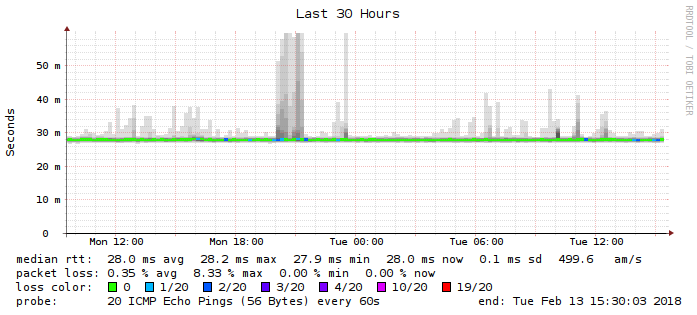 Last 30 Hours
RRDTOOL / TOBI OETIKER
Seconds
50 m
40 m
30 m
20 m
10 m
0
Mon 12:00 Mon 18:00 Tue 00:00 Tue 06:00 Tue 12:00
median rtt: 28.0 ms avg 28.2 ms max 27.9 ms min 28.0 ms now 0.1 ms sd 499.6 am/s
packet loss: 0.35 % avg 8.33 % max 0.00 % min 0.00 % now
loss color: 0 1/20 2/20 3/20 4/20 10/20 19/20
probe: 20 ICMP Echo Pings (56 Bytes) every 60s end: Tue Feb 13 15:30:03 2018